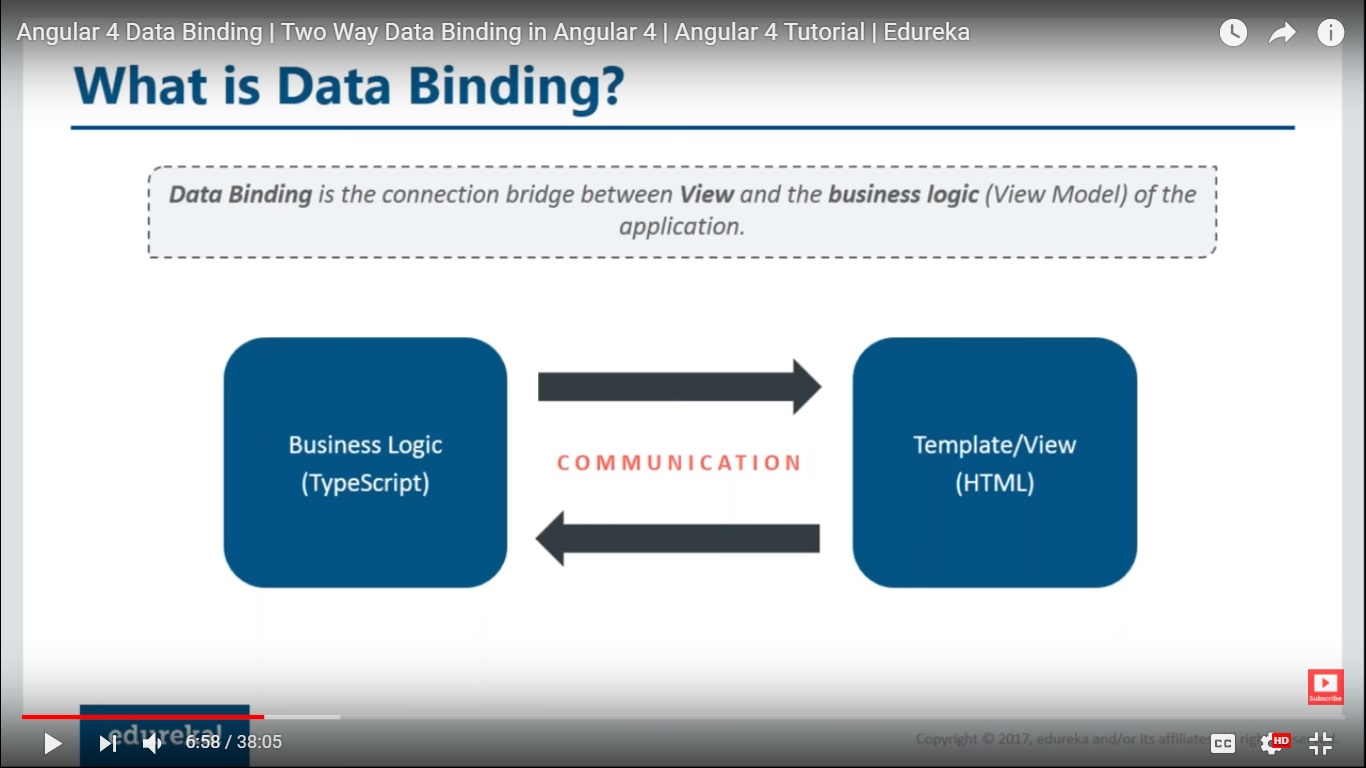 Angular 4 Data Binding | Two Way Data Binding in Angular 4 | Angular 4 Tutorial | Edureka
What is Data Binding?
Data Binding is the connection bridge between View and the business logic (View Model) of the
application.
Business Logic
(TypeScript)
COMMUNICATION
Template/View
(HTML)
Subscribe
edureka!
6:58 / 38:05
Copyright © 2017, edureka and/or its affiliates
CC
HD